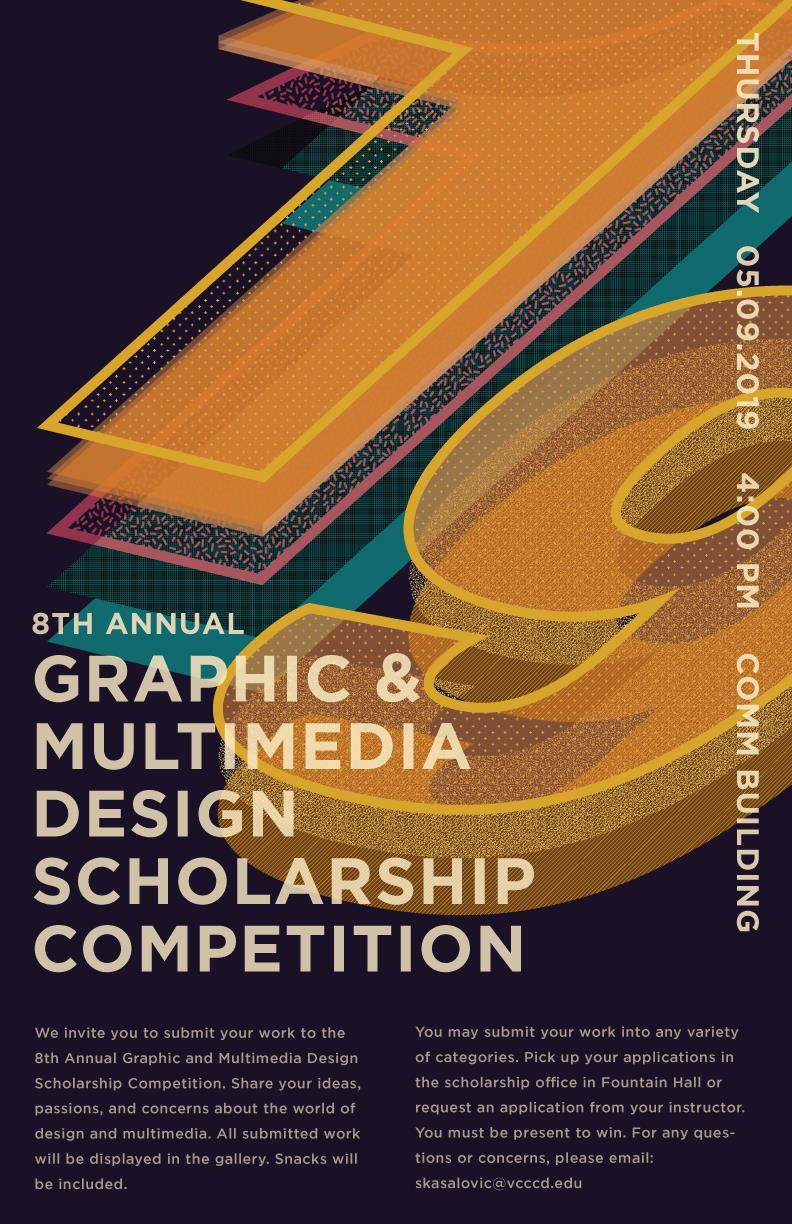 19
THURSDAY 05.09.2019 4:00 PM COMM BUILDING
8TH ANNUAL
GRAPHIC &
MULTIMEDIA
DESIGN
SCHOLARSHIP
COMPETITION
We invite you to submit your work to the
8th Annual Graphic and Multimedia Design
Scholarship Competition. Share your ideas,
passions, and concerns about the world of
design and multimedia. All submitted work
will be displayed in the gallery. Snacks will
be included.
You may submit your work into any variety
of categories. Pick up your applications in
the scholarship office in Fountain Hall or
request an application from your instructor.
You must be present to win. For any ques-
tions or concerns, please email:
skasalovic@vcccd.edu